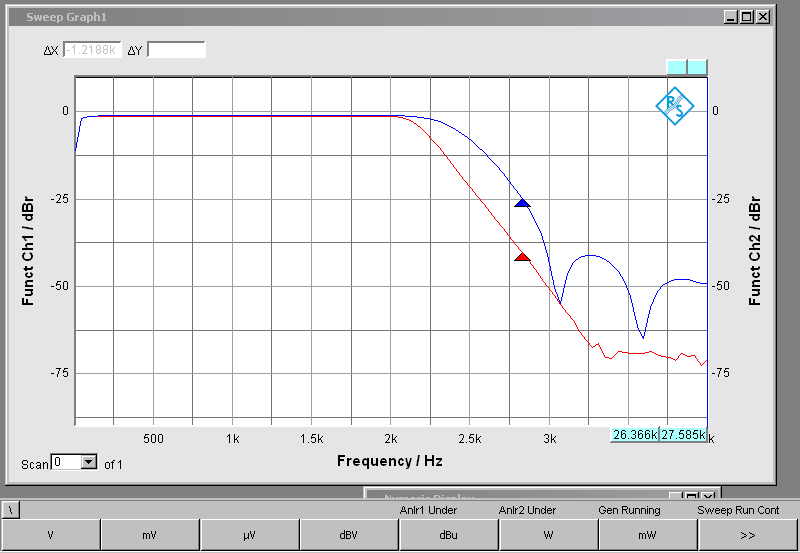 Sweep Graph1
ΔX -1.2188k ΔY
R
S
0 0
-25 -25
-50 -50
-75 -75
Funct Ch1 / dBr
Funct Ch2 / dBr
500 1k 1.5k 2k 2.5k 3k 26.366k 27.585k k
Scan 0 of 1
Frequency / Hz
Numeric Display
\ Anlr1 Under Anlr2 Under Gen Running Sweep Run Cont
V mV µV dBV dBu W mW >>